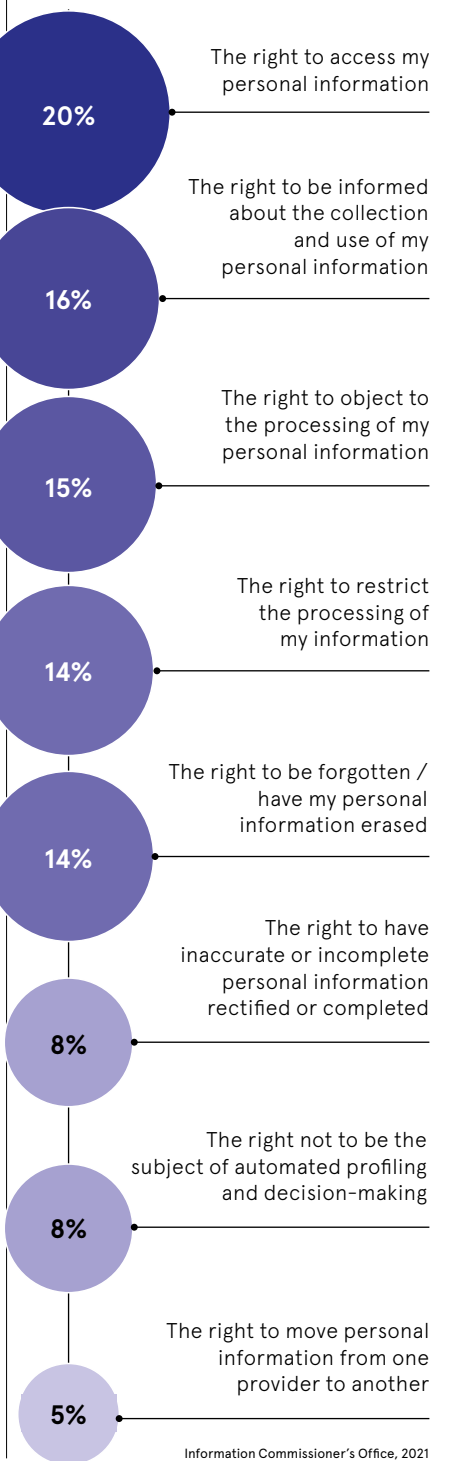 The right to access my
personal information
20%
The right to be informed
about the collection
and use of my
personal information
16%
The right to object to
the processing of my
personal information
15%
The right to restrict
the processing of
my information
14%
The right to be forgotten /
have my personal
information erased
14%
The right to have
inaccurate or incomplete
personal information
rectified or completed
8%
The right not to be the
subject of automated profiling
and decision-making
8%
The right to move personal
information from one
provider to another
5%
Information Commissioner's Office, 2021